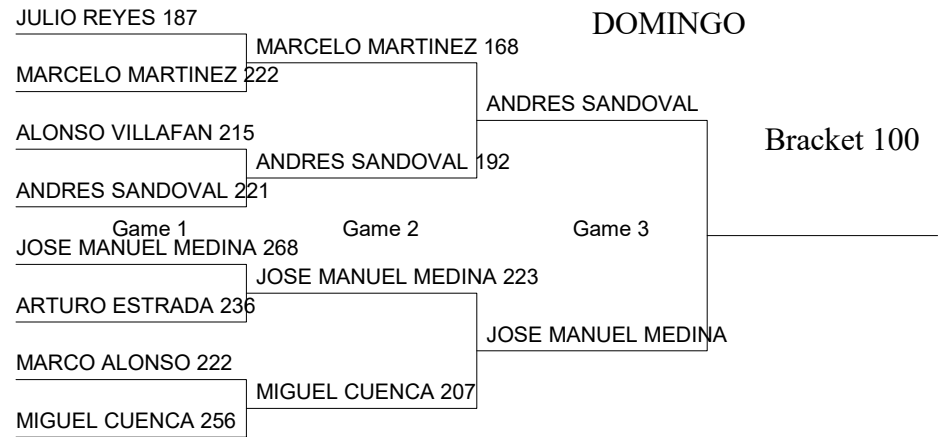 JULIO REYES 187
DOMINGO
MARCELO MARTINEZ 168
MARCELO MARTINEZ 222
ANDRES SANDOVAL
ALONSO VILLAFAN 215
Bracket 100
ANDRES SANDOVAL 192
ANDRES SANDOVAL 221
Game 1
Game 2
Game 3
JOSE MANUEL MEDINA 268
JOSE MANUEL MEDINA 223
ARTURO ESTRADA 236
JOSE MANUEL MEDINA
MARCO ALONSO 222
MIGUEL CUENCA 207
MIGUEL CUENCA 256